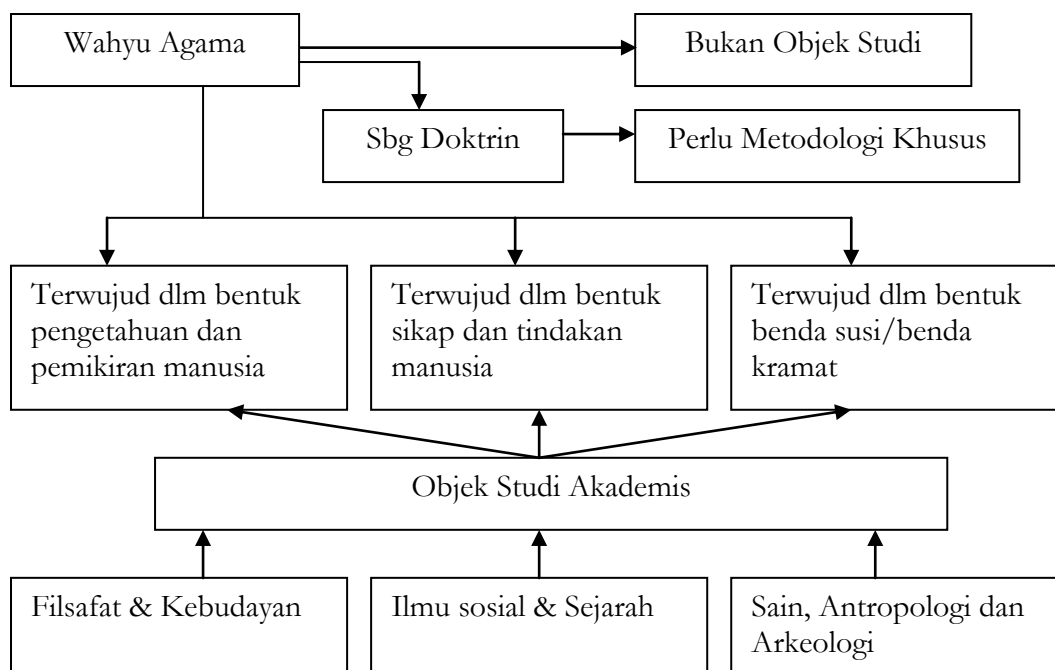 Wahyu Agama
Bukan Objek Studi
Sbg Doktrin
Perlu Metodologi Khusus
Terwujud dlm bentuk
pengetahuan dan
pemikiran manusia
Terwujud dlm bentuk
sikap dan tindakan
manusia
Terwujud dlm bentuk
benda susi/benda
kramat
Objek Studi Akademis
Filsafat & Kebudayan
Ilmu sosial & Sejarah
Sain, Antropologi dan
Arkeologi